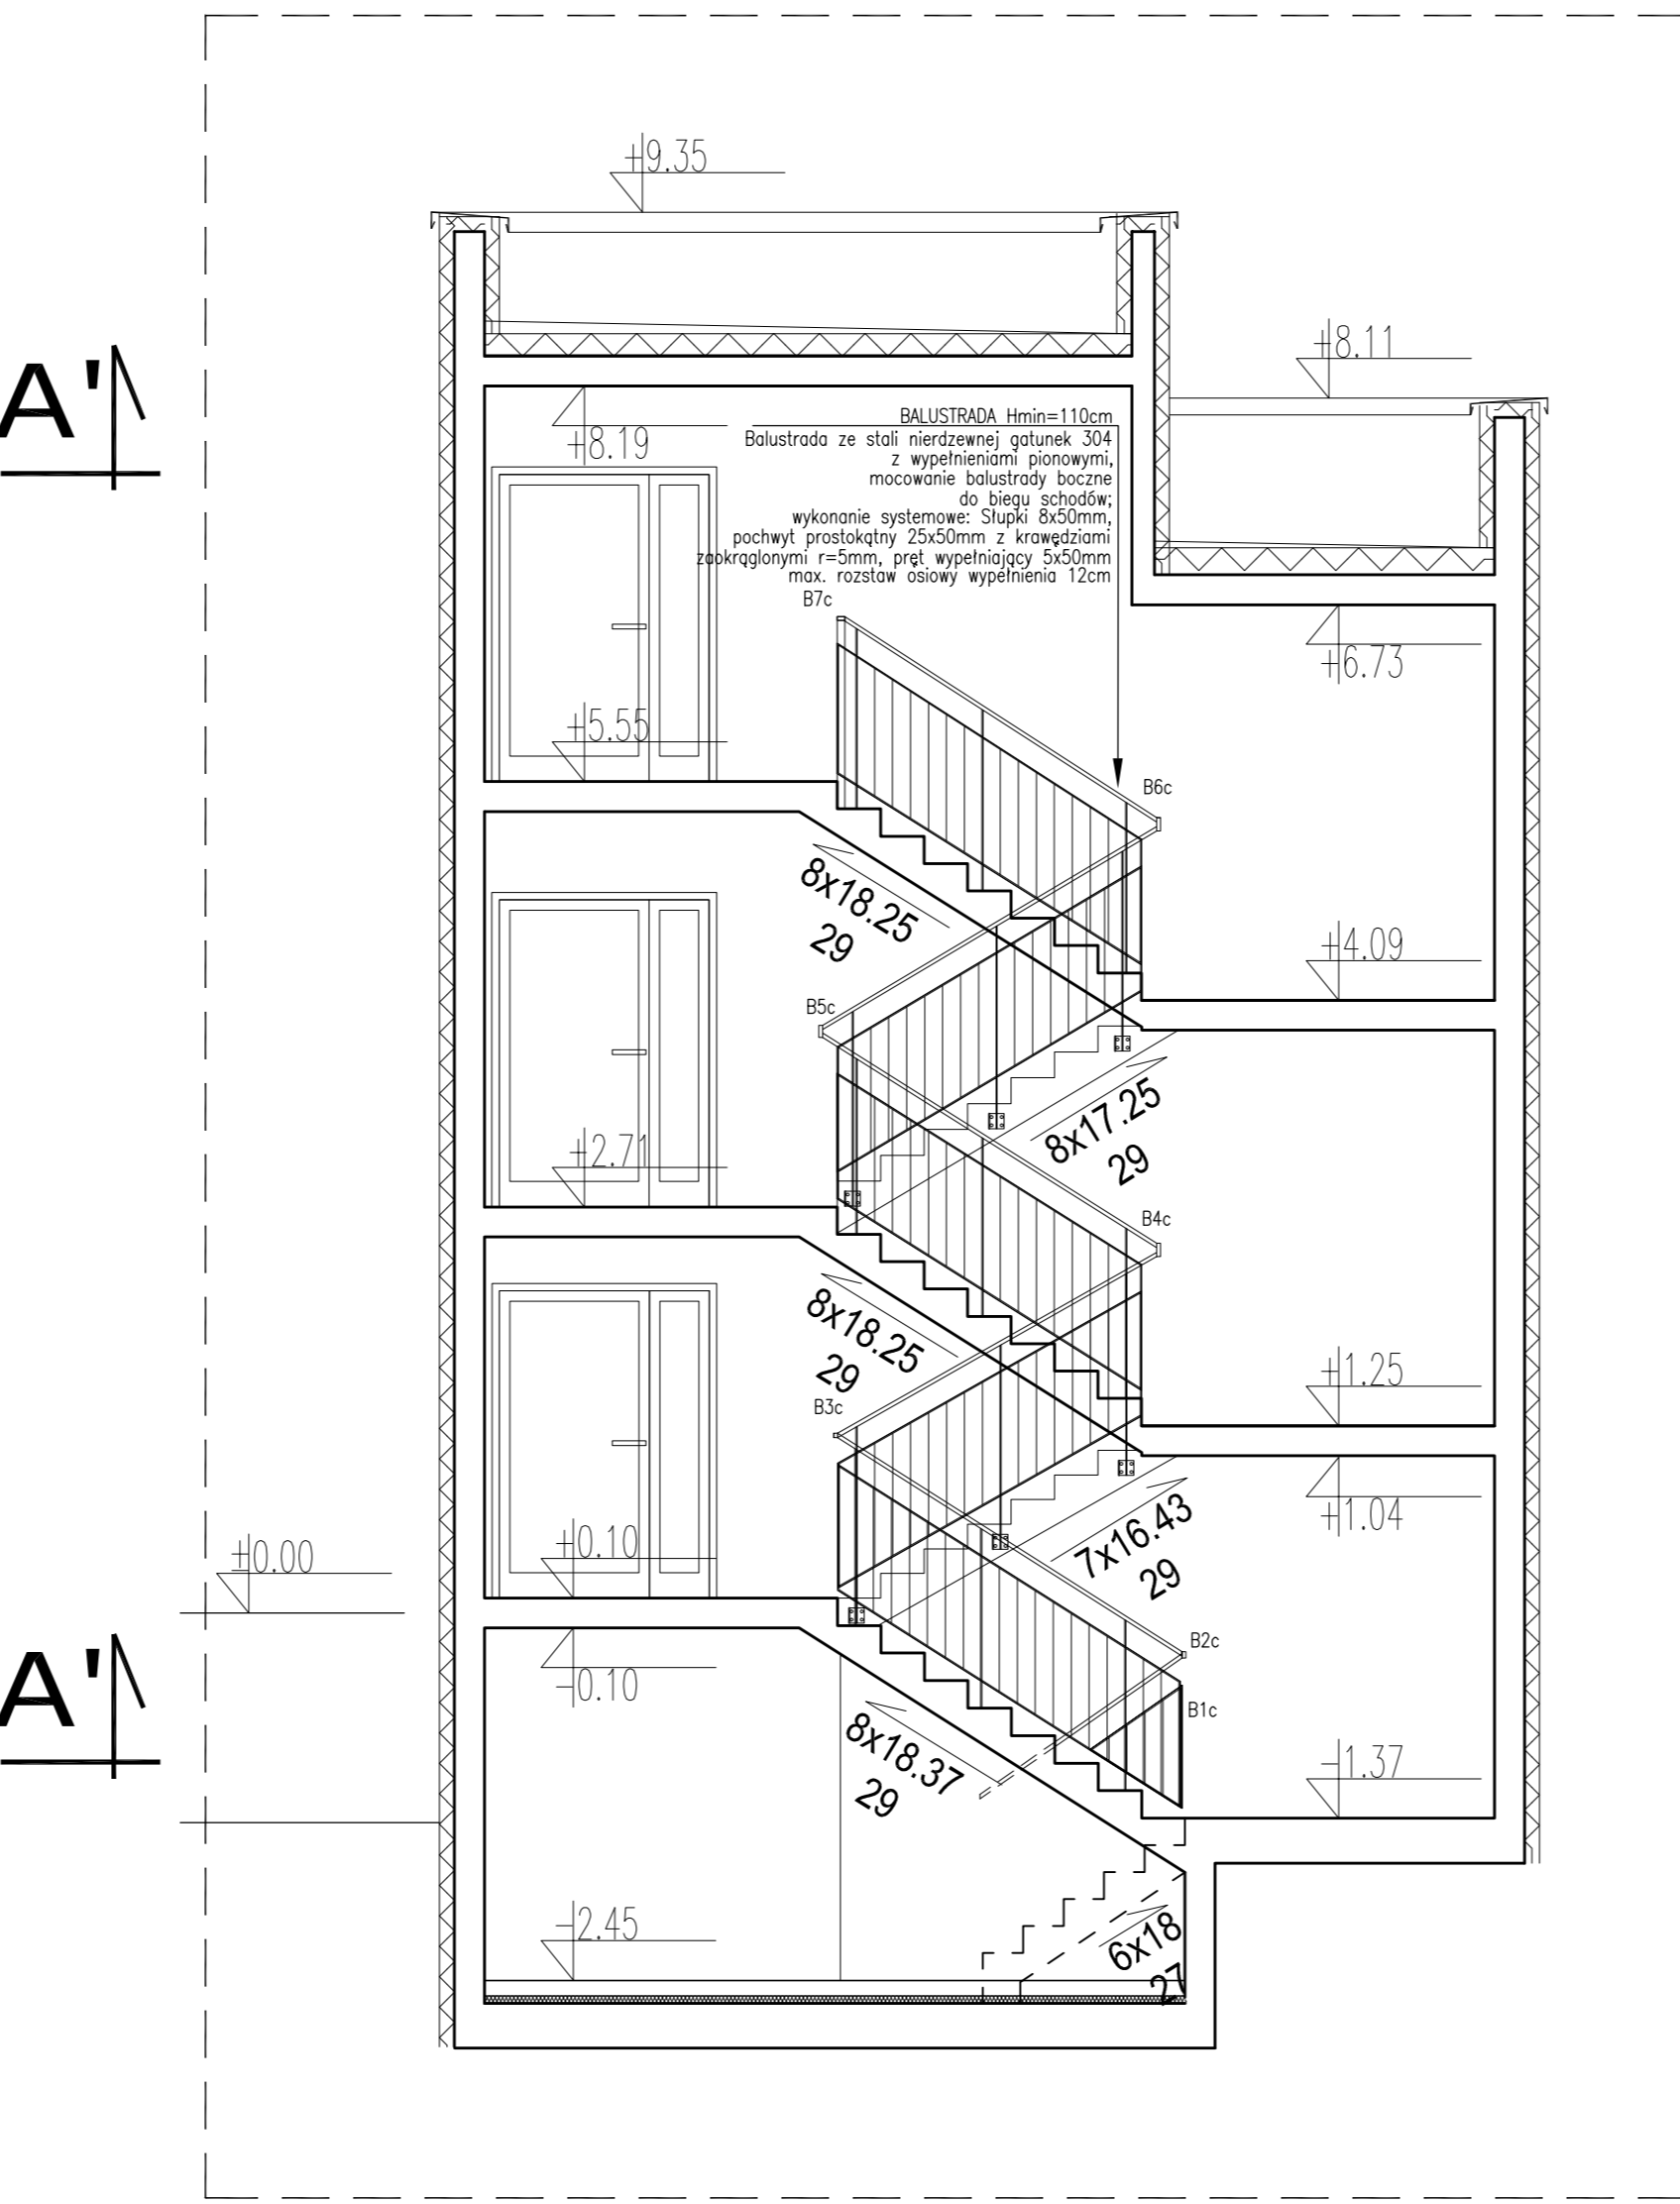 +9.35
+8.11
A'
+8.19
BALUSTRADA Hmin=110cm
Balustrada ze stali nierdzewnej gatunek 304
z wypełnieniami pionowymi,
mocowanie balustrady boczne
do biegu schodów;
wykonanie systemowe: Słupki 8x50mm,
pochwyt prostokątny 25x50mm z krawędziami
zaokrąglonymi r=5mm, pręt wypełniający 5x50mm
max. rozstaw osiowy wypełnienia 12cm
B7c
+6.73
+5.55
B6c
8x18.25
29
+4.09
B5c
8x17.25
29
+2.71
B4c
8x18.25
29
+1.25
B3c
+1.04
7x16.43
29
+0.10
±0.00
B2c
A'
-0.10
B1c
8x18.37
29
-1.37
-2.45
6x18
27